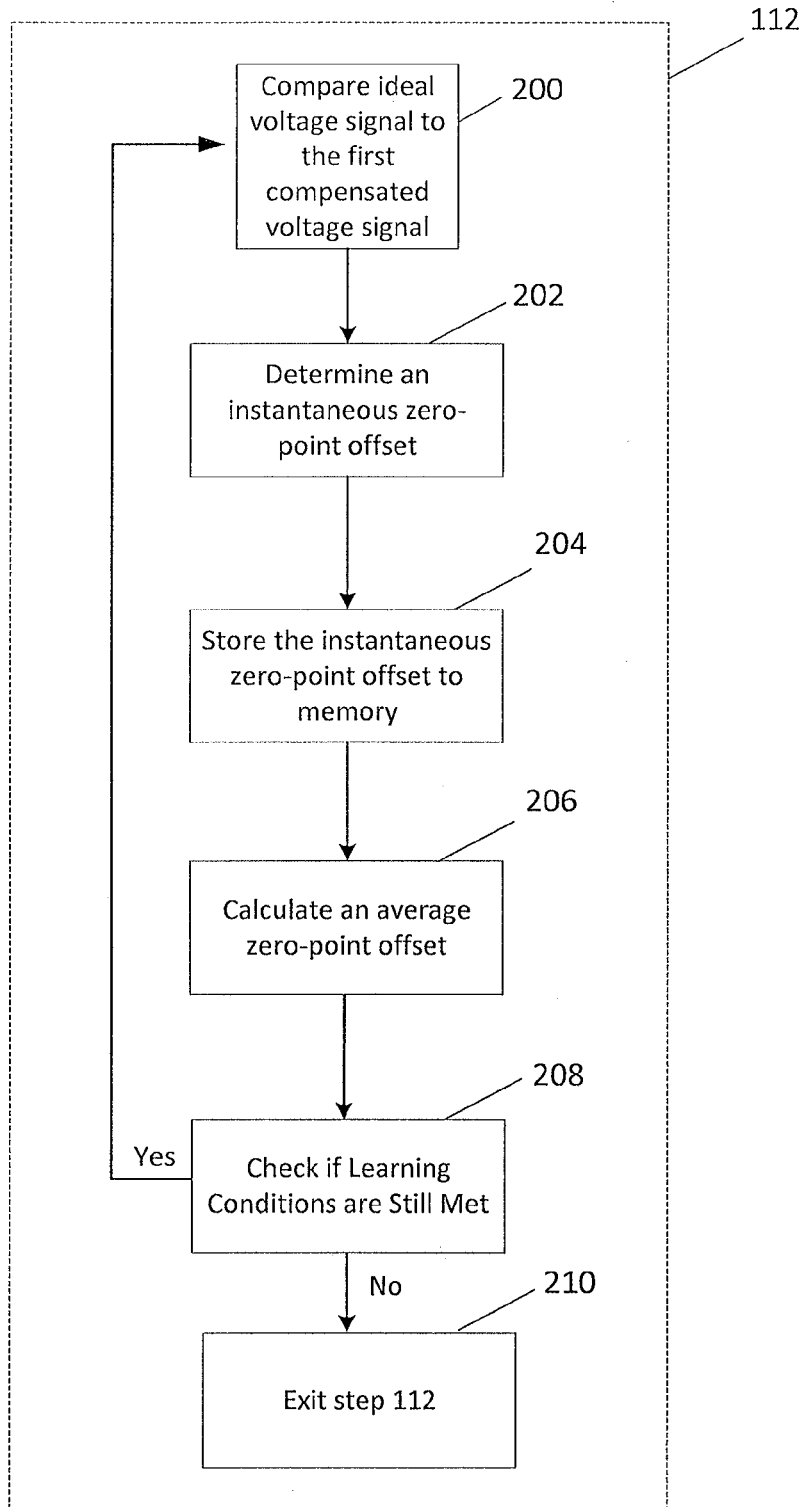 112
Compare ideal
voltage signal to
the first
compensated
voltage signal
200
202
Determine an
instantaneous zero-
point offset
204
Store the instantaneous
zero-point offset to
memory
206
Calculate an average
zero-point offset
208
Yes
Check if Learning
Conditions are Still Met
No
210
Exit step 112